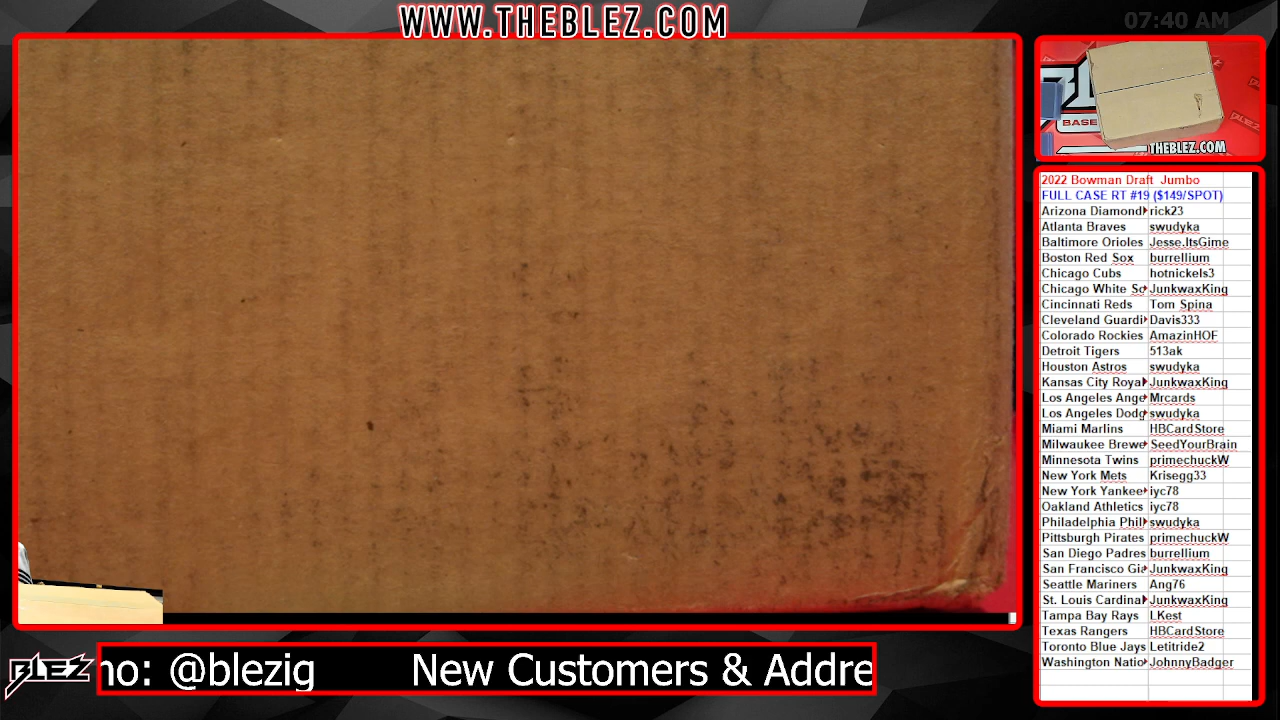 WWW.THEBLEZ.COM
07:40 AM
BASE
THEBLEZ.COM
2022 Bowman Draft Jumbo
FULL CASE RT #19 ($149/SPOT)
Arizona Diamond rick23
Atlanta Braves swudyka
Baltimore Orioles Jesse.ItsGime
Boston Red Sox burrellium
Chicago Cubs hotnickels3
Chicago White So JunkwaxKing
Cincinnati Reds Tom Spina
Cleveland Guardi Davis333
Colorado Rockies AmazinHOF
Detroit Tigers 513ak
Houston Astros swudyka
Kansas City Roya JunkwaxKing
Los Angeles Ange Mrcards
Los Angeles Dodg swudyka
Miami Marlins HBCardStore
Milwaukee Brewe SeedYourBrain
Minnesota Twins primechuckW
New York Mets Krisegg33
New York Yankee iyc78
Oakland Athletics iyc78
Philadelphia Phil swudyka
Pittsburgh Pirates primechuckW
San Diego Padres burrellium
San Francisco Gia JunkwaxKing
Seattle Mariners Ang76
St. Louis Cardina JunkwaxKing
Tampa Bay Rays LKest
Texas Rangers HBCardStore
Toronto Blue Jays Letitride2
Washington Natio JohnnyBadger
BLEZ no: @blezig New Customers & Addre